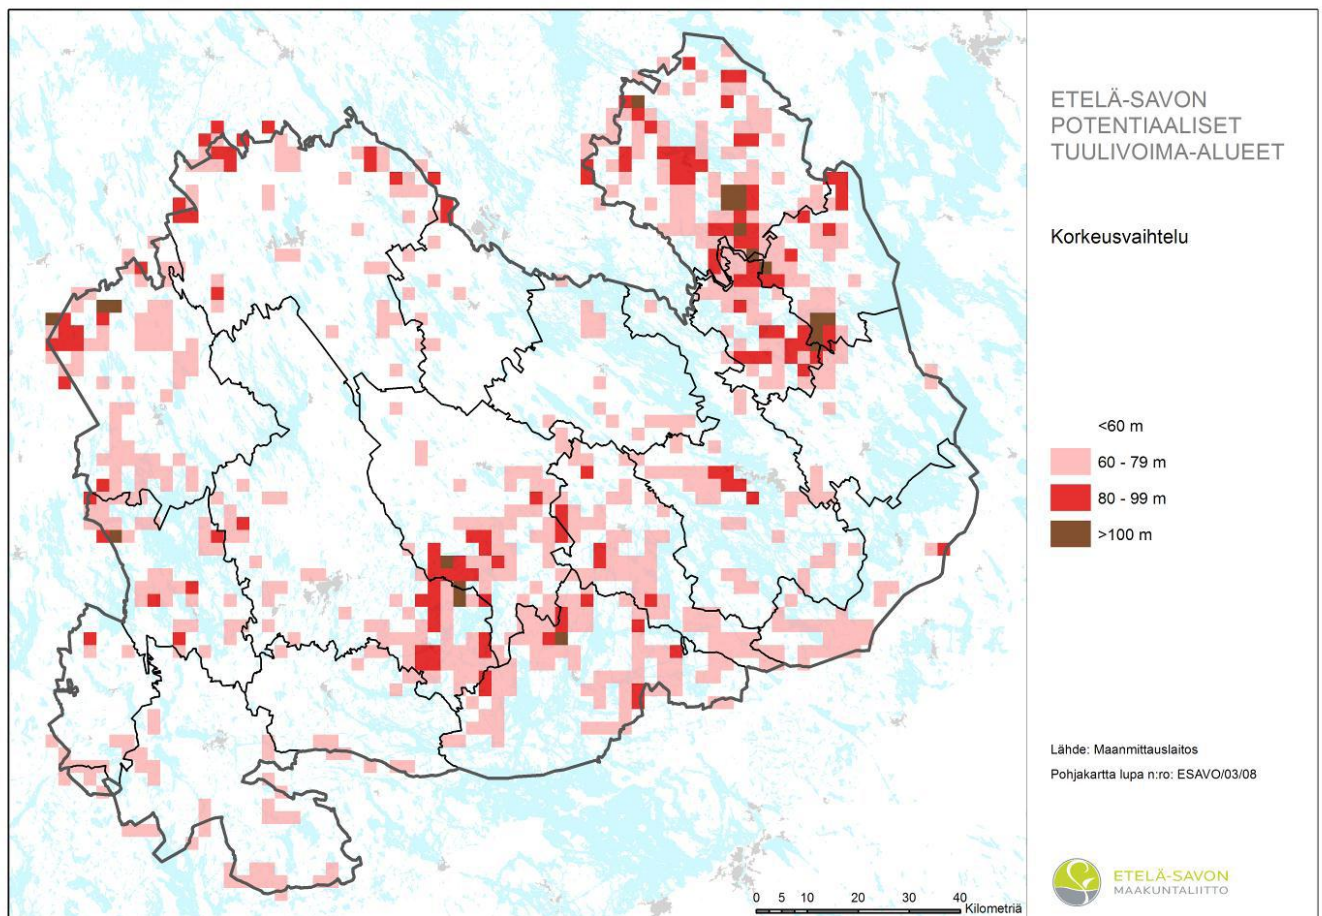 ETELÄ-SAVON
POTENTIAALISET
TUULIVOIMA-ALUEET
Korkeusvaihtelu
<60 m
60 - 79 m
80 - 99 m
>100 m
Lähde: Maanmittauslaitos
Pohjakartta lupa n:ro: ESAVO/03/08
ETELÄ-SAVON
MAAKUNTALIITTO
0 5 10 20 30 40
Kilometriä